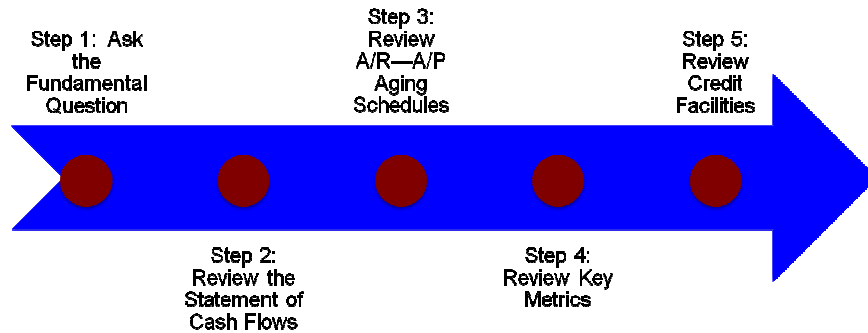 Step 1: Ask
the
Fundamental
Question
Step 2:
Review the
Statement of
Cash Flows
Step 3:
Review
A/R—A/P
Aging
Schedules
Step 4:
Review Key
Metrics
Step 5:
Review
Credit
Facilities